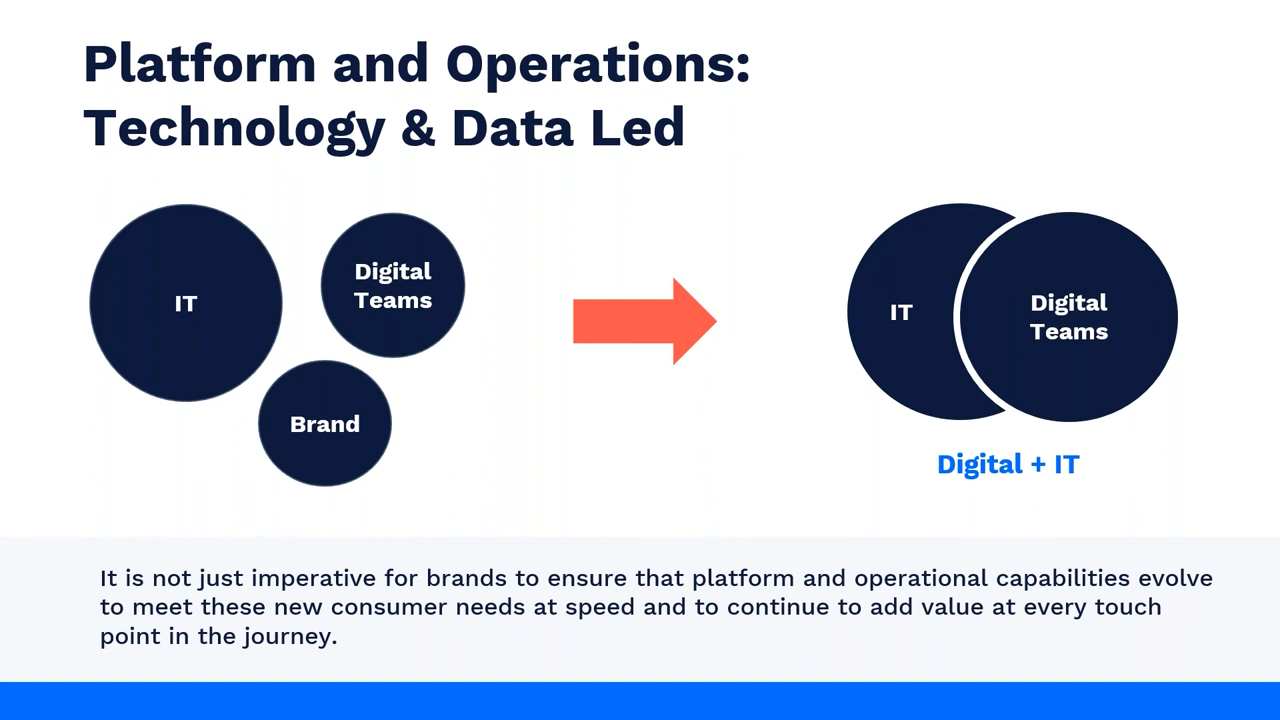 Platform and Operations:
Technology & Data Led
IT
Digital
Teams
Brand
IT
Digital
Teams
Digital + IT
It is not just imperative for brands to ensure that platform and operational capabilities evolve
to meet these new consumer needs at speed and to continue to add value at every touch
point in the journey.